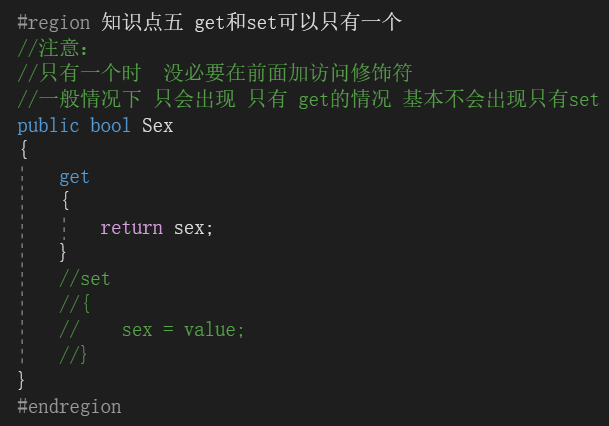 #region 知识点五 get和set可以只有一个
//注意:
//只有一个时  没必要在前面加访问修饰符
//一般情况下 只会出现 只有 get的情况 基本不会出现只有set
public bool Sex
{
    get
    {
        return sex;
    }
    //set
    //{
    //    sex = value;
    //}
}
#endregion